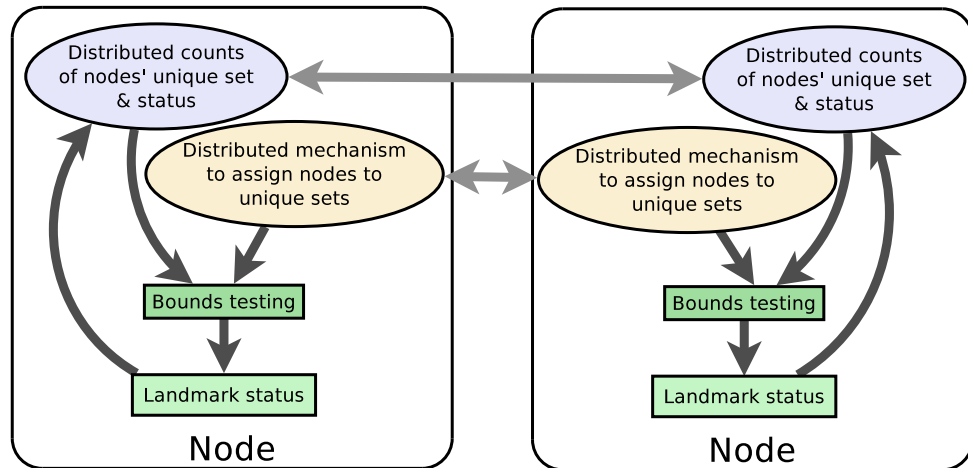 Distributed counts
of nodes' unique set
& status
Distributed mechanism
to assign nodes to
unique sets
Bounds testing
Landmark status
Node
Distributed counts
of nodes' unique set
& status
Distributed mechanism
to assign nodes to
unique sets
Bounds testing
Landmark status
Node